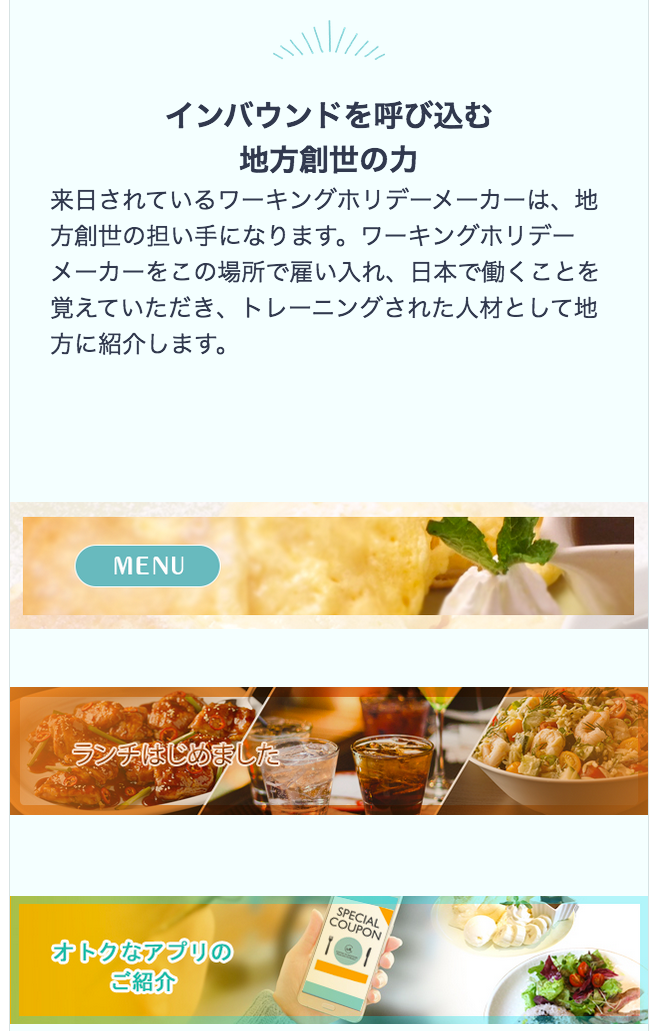 インバウンドを呼び込む
地方創世の力
来日されているワーキングホリデーメーカーは、地
方創世の担い手になります。ワーキングホリデー
メーカーをこの場所で雇い入れ、日本で働くことを
覚えていただき、トレーニングされた人材として地
方に紹介します。
MENU
ランチはじめました
SPECIAL
COUPON
オトクなアプリの
ご紹介